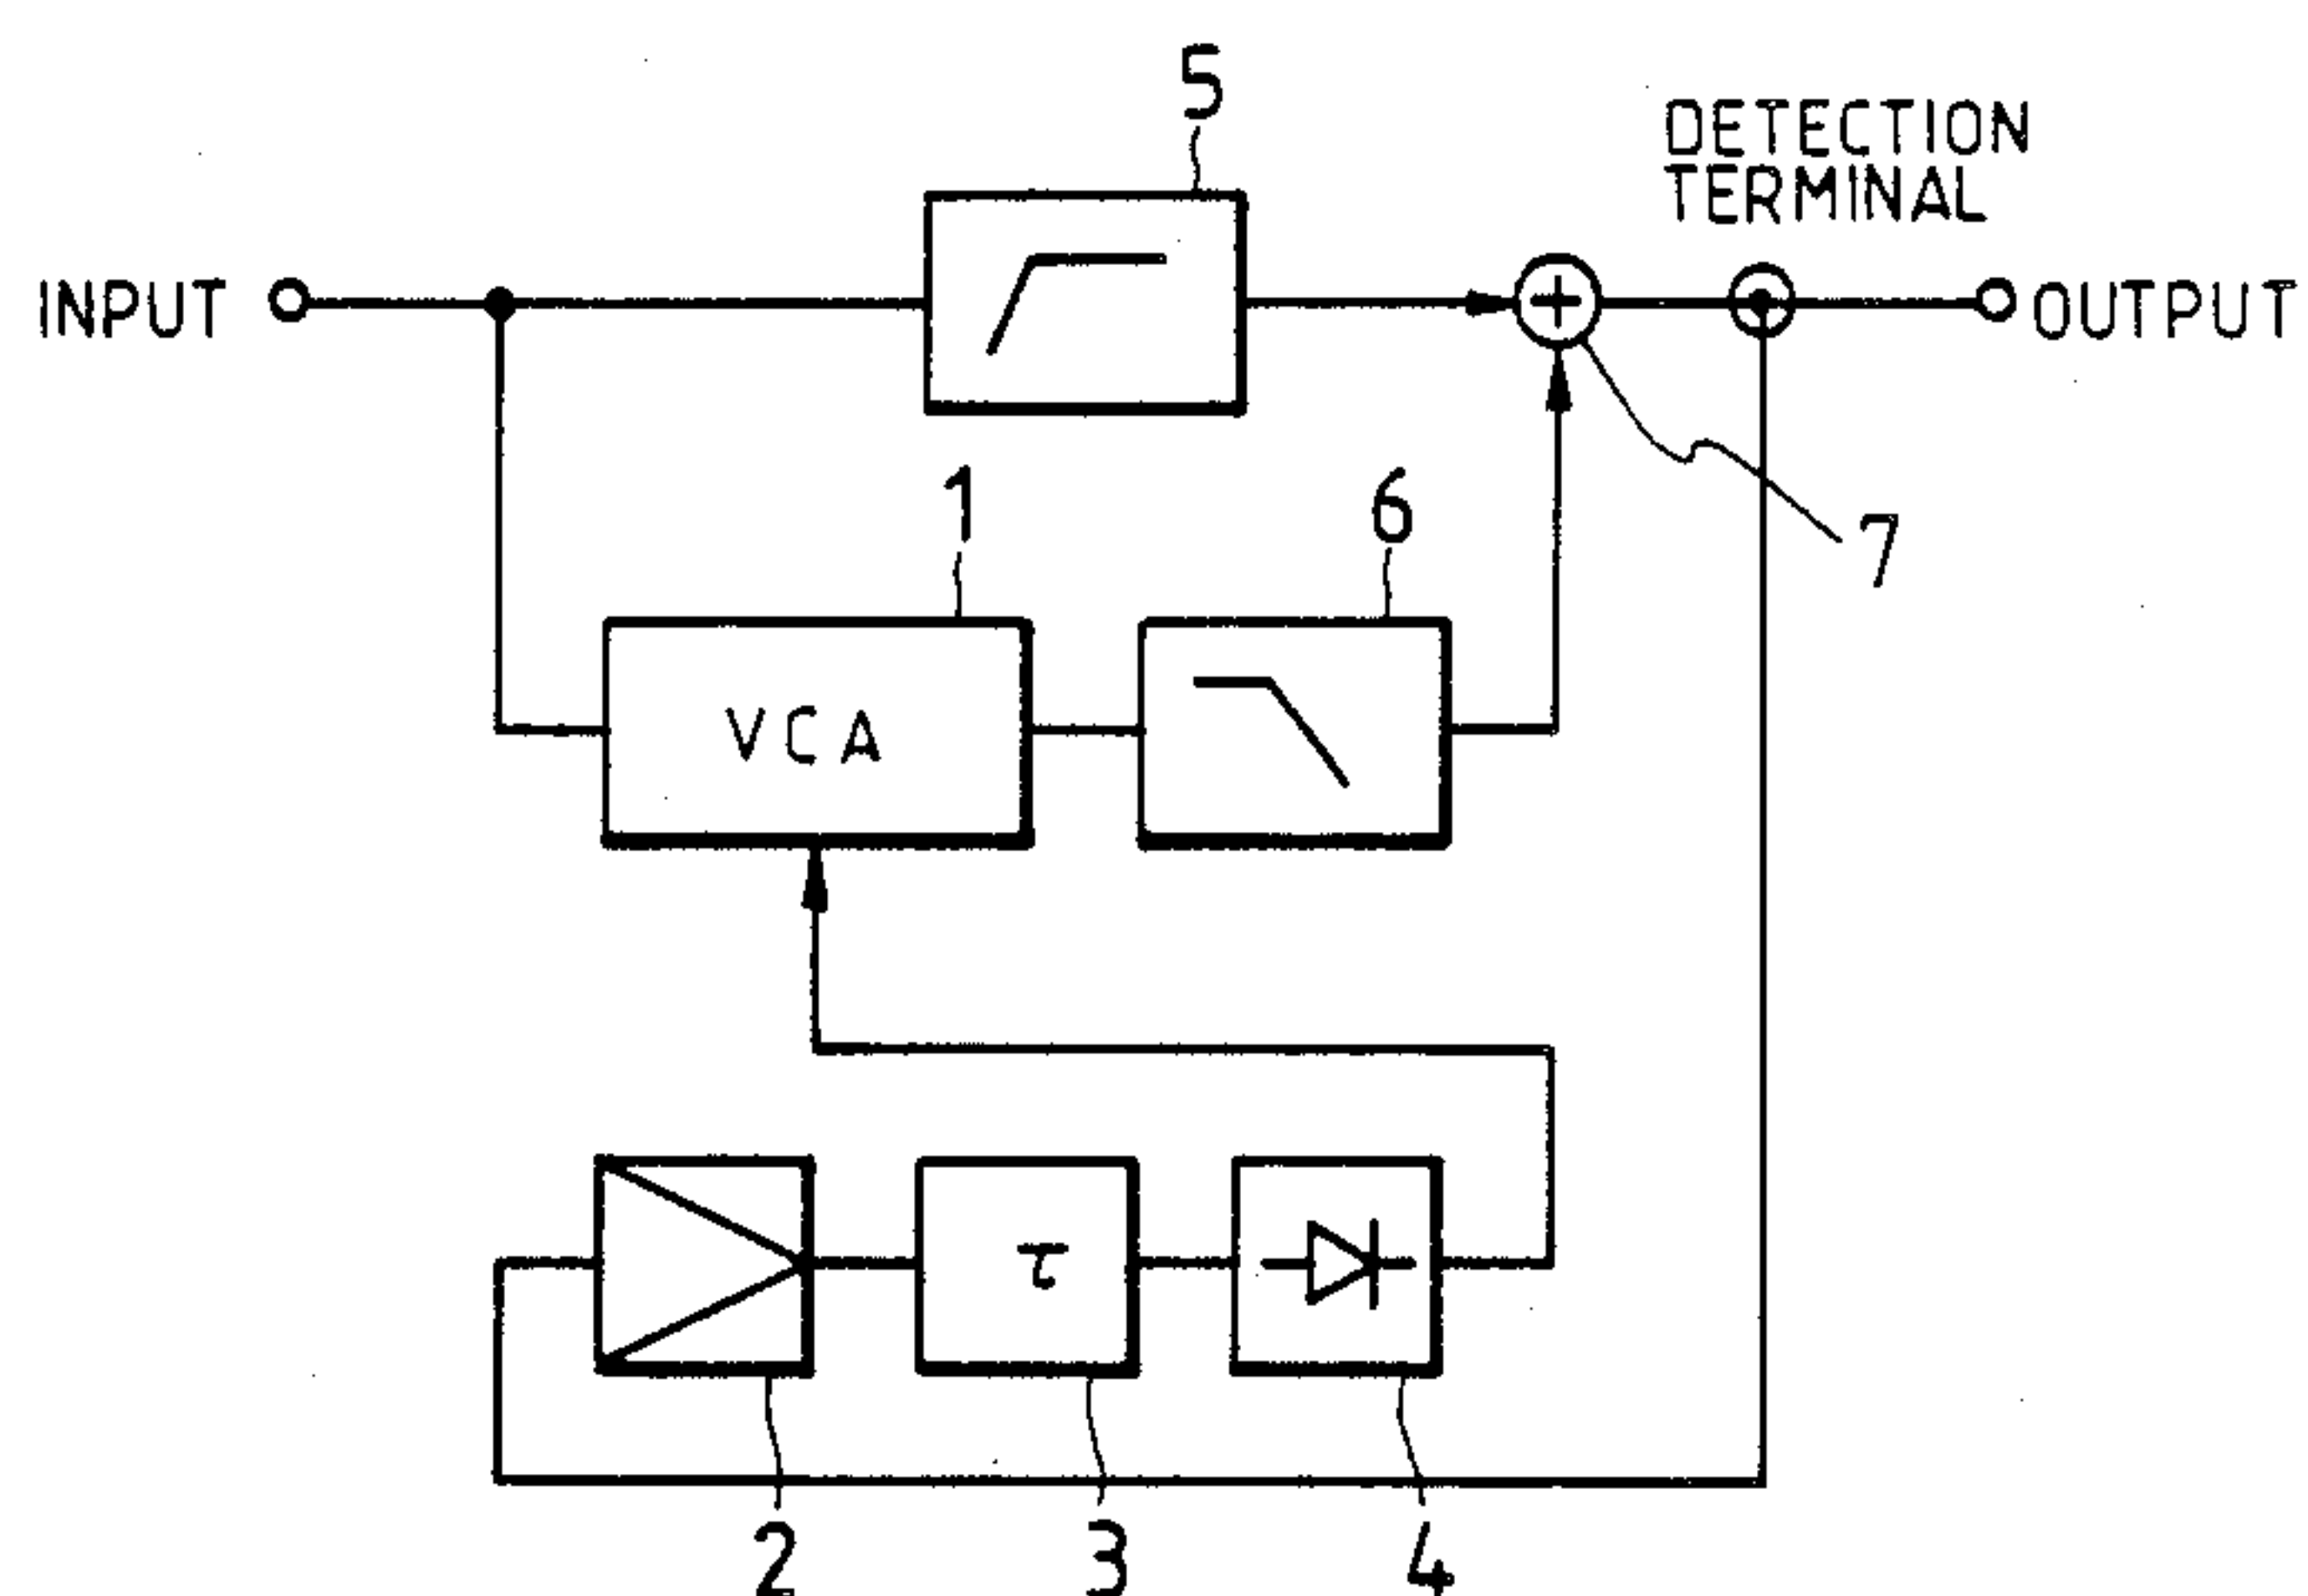 5
DETECTION
TERMINAL
INPUT
+
OUTPUT
1
6
7
VCA
τ
2
3
4